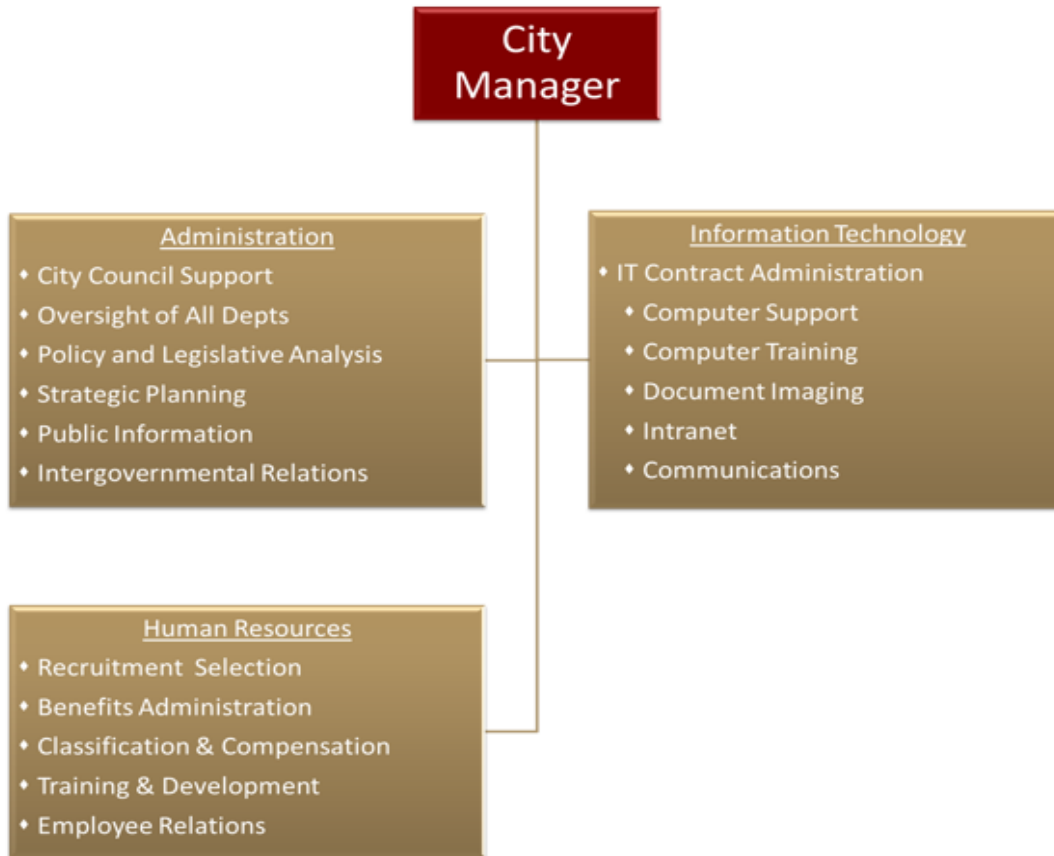 City
Manager
Administration
• City Council Support
• Oversight of All Depts
• Policy and Legislative Analysis
• Strategic Planning
• Public Information
• Intergovernmental Relations
Information Technology
• IT Contract Administration
• Computer Support
• Computer Training
• Document Imaging
• Intranet
• Communications
Human Resources
• Recruitment Selection
• Benefits Administration
• Classification & Compensation
• Training & Development
• Employee Relations